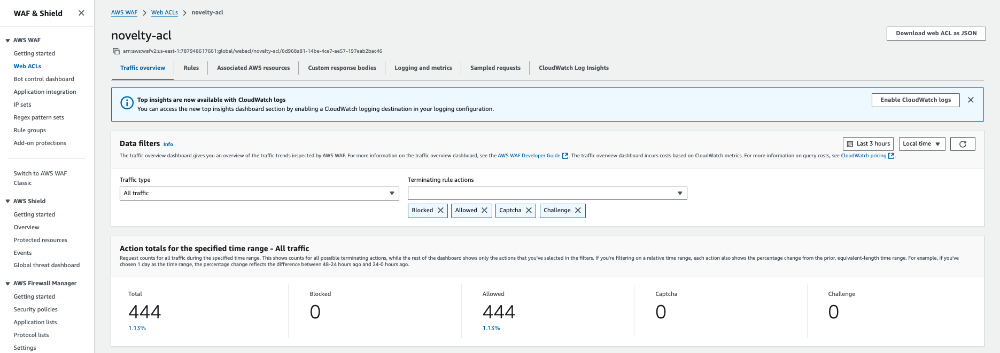 WAF & Shield
AWS WAF
Getting started
Web ACLs
Bot control dashboard
Application integration
IP sets
Regex pattern sets
Rule groups
Add-on protections
Switch to AWS WAF
Classic
AWS Shield
Getting started
Overview
Protected resources
Events
Global threat dashboard
AWS Firewall Manager
Getting started
Security policies
Application lists
Protocol lists
Settings
AWS WAF > Web ACLs > novelty-acl
novelty-acl
Download web ACL as JSON
arn:aws:wafv2:us-east-1:787948617661:global/webacl/novelty-acl/6d968a81-14be-4ce7-ae57-197eab2bac46
Traffic overview Rules Associated AWS resources Custom response bodies Logging and metrics Sampled requests CloudWatch Log Insights
Top insights are now available with CloudWatch logs
You can access the new top insights dashboard section by enabling a CloudWatch logging destination in your logging configuration.
Enable CloudWatch logs
Data filters Info
Last 3 hours Local time
The traffic overview dashboard gives you an overview of the traffic trends inspected by AWS WAF. For more information on the traffic overview dashboard, see the AWS WAF Developer Guide. The traffic overview dashboard incurs costs based on CloudWatch metrics. For more information on query costs, see CloudWatch pricing.
Traffic type
All traffic
Terminating rule actions
Blocked Allowed Captcha Challenge
Action totals for the specified time range - All traffic
Request counts for all traffic during the specified time range. This shows counts for all possible terminating actions, while the rest of the dashboard shows only the actions that you've selected in the filters. If you're filtering on a relative time range, each action also shows the percentage change from the prior, equivalent-length time range. For example, if you've
chosen 1 day as the time range, the percentage change reflects the difference between 48-24 hours ago and 24-0 hours ago.
Total Blocked Allowed Captcha Challenge
444 0 444 0 0
1.13% 1.13%